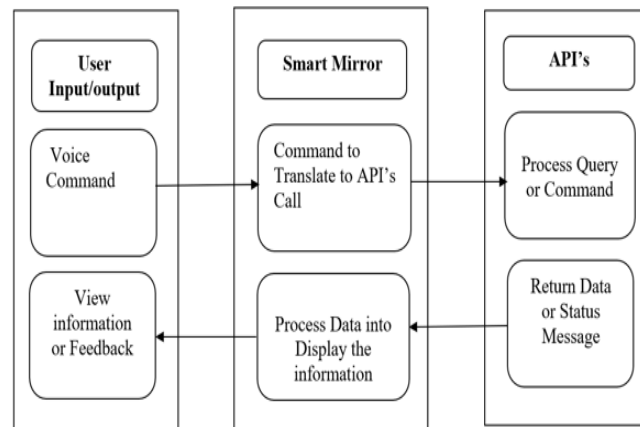 User
Input/output
Voice
Command
View
information
or Feedback
Smart Mirror
Command to
Translate to API's
Call
Process Data into
Display the
information
API's
Process Query
or Command
Return Data
or Status
Message